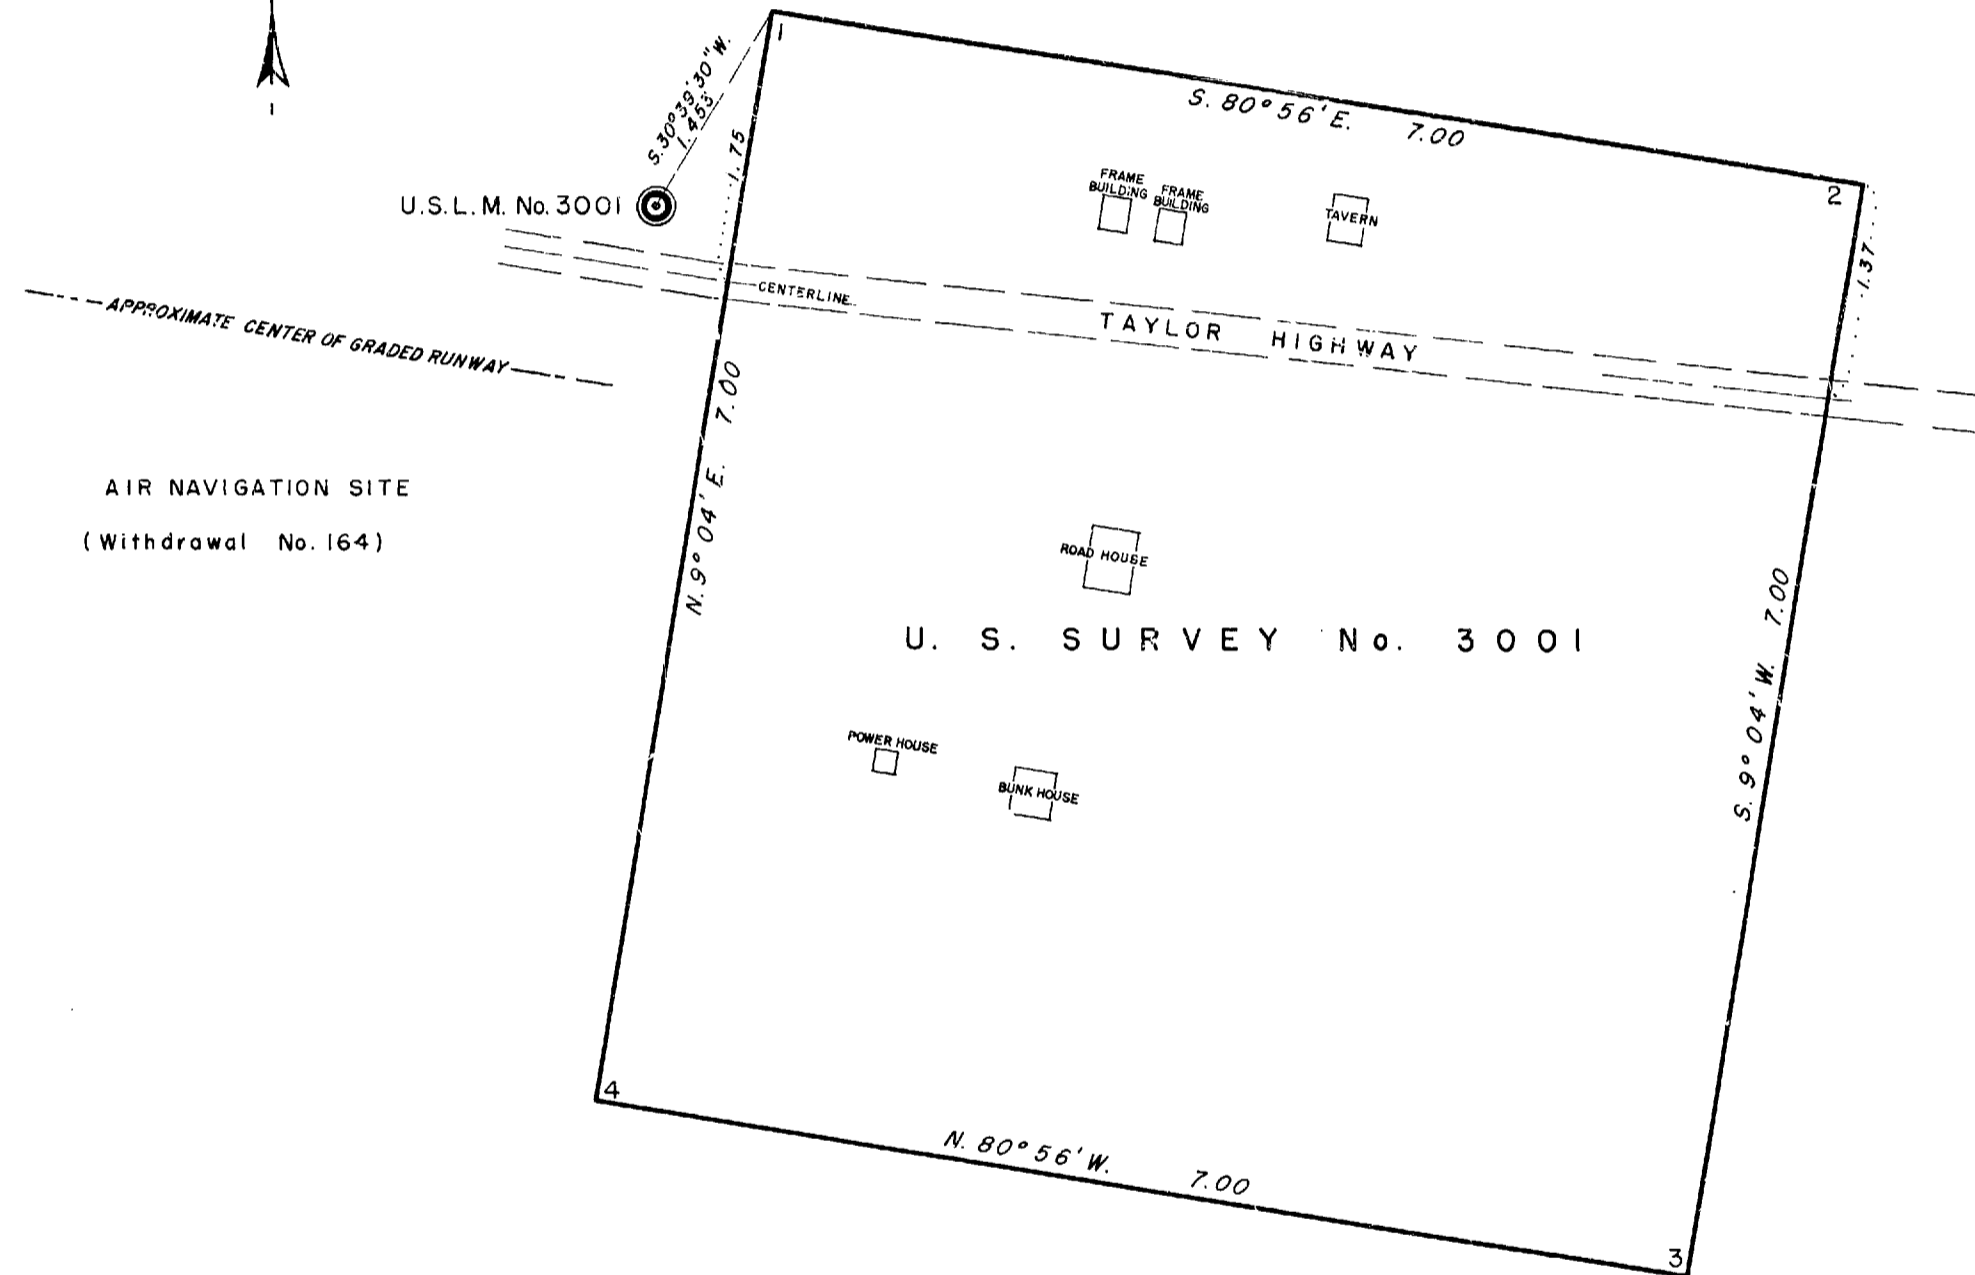 1
S. 30° 39' 30" W.
1.453
1.75
S. 80° 56' E. 7.00
2
1.37
U.S.L.M. No. 3001
FRAME
BUILDING
FRAME
BUILDING
TAVERN
CENTERLINE
TAYLOR HIGHWAY
APPROXIMATE CENTER OF GRADED RUNWAY
N. 9° 04' E. 7.00
AIR NAVIGATION SITE
(Withdrawal No. 164)
ROAD HOUSE
U. S. SURVEY No. 3001
S. 9° 04' W. 7.00
POWER HOUSE
BUNK HOUSE
4
N. 80° 56' W. 7.00
3